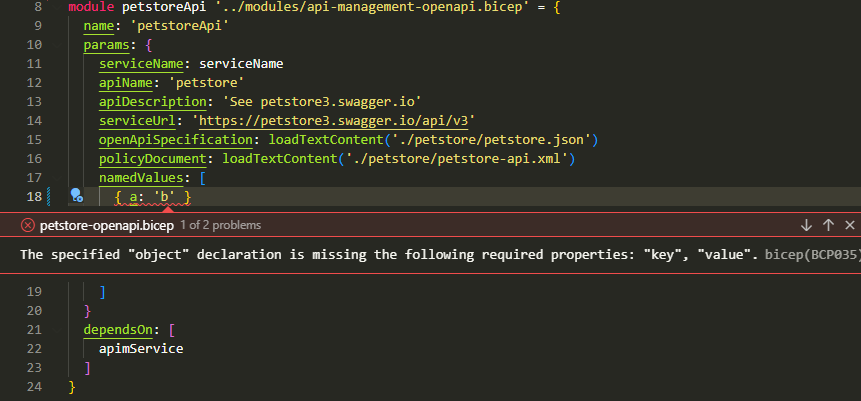 8 module petstoreApi '../modules/api-management-openapi.bicep' = {
9 name: 'petstoreApi'
10 params: {
11 serviceName: serviceName
12 apiName: 'petstore'
13 apiDescription: 'See petstore3.swagger.io'
14 serviceUrl: 'https://petstore3.swagger.io/api/v3'
15 openApiSpecification: loadTextContent('./petstore/petstore.json')
16 policyDocument: loadTextContent('./petstore/petstore-api.xml')
17 namedValues: [
18 { a: 'b' }
petstore-openapi.bicep 1 of 2 problems
The specified "object" declaration is missing the following required properties: "key", "value". bicep(BCP035)
19 ]
20 }
21 dependsOn: [
22 apimService
23 ]
24 }